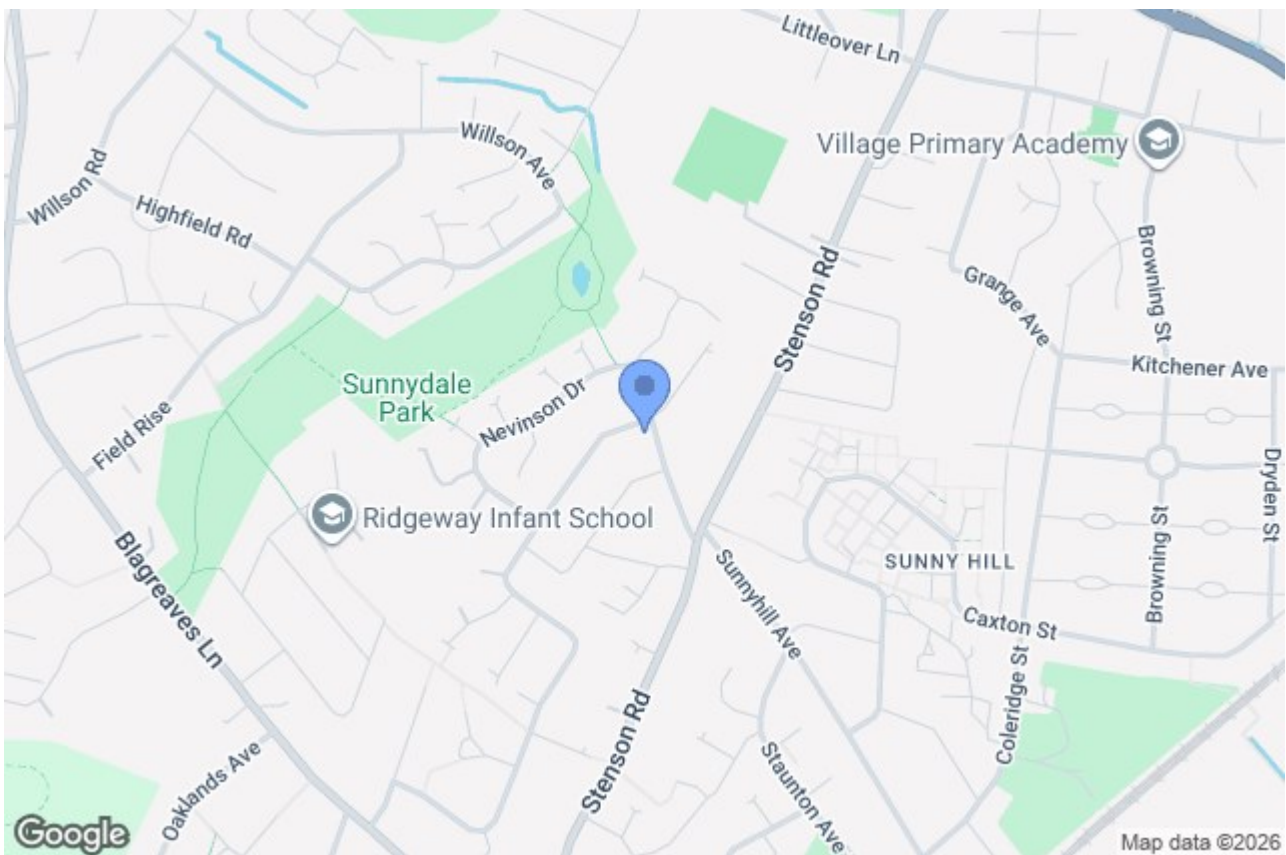 Littleover Ln
Village Primary Academy
Willson Ave
Willson Rd
Highfield Rd
Stenson Rd
Browning St
Grange Ave
Kitchener Ave
Sunnydale
Park
Nevinson Dr
Field Rise
Dryden St
Ridgeway Infant School
Browning St
SUNNY HILL
Blagreaves Ln
Sunnyhill Ave
Caxton St
Coleridge St
Stenson Rd
Staunton Ave
Oaklands Ave
Google
Map data ©2026